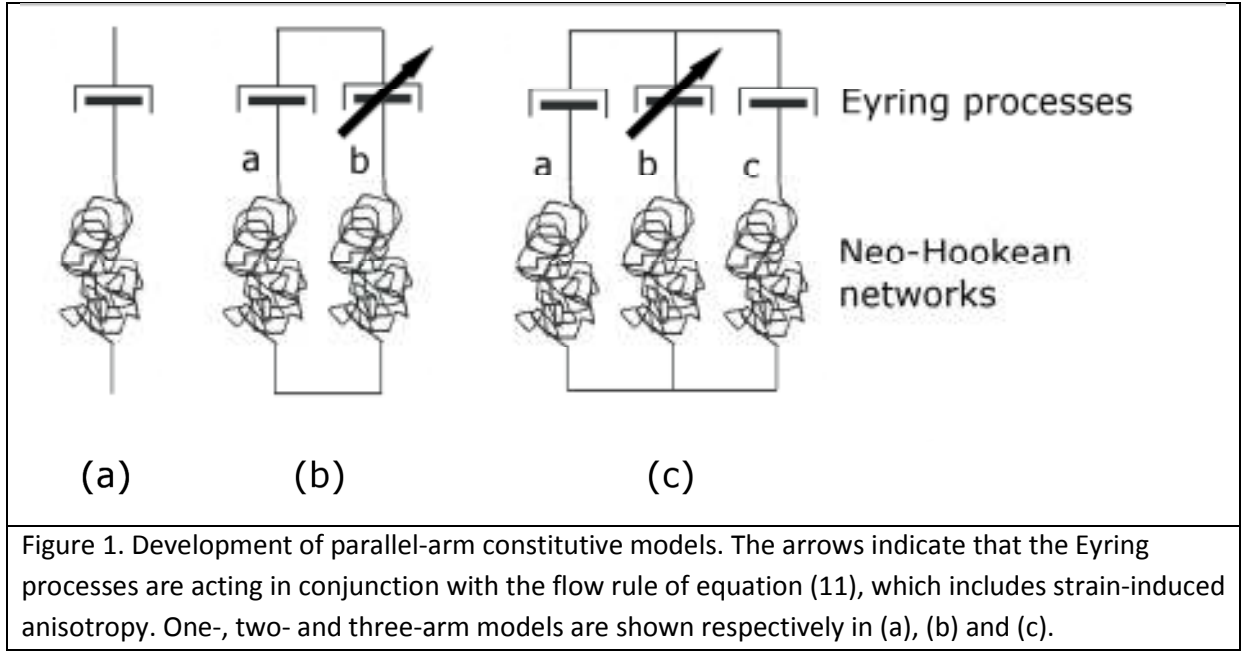 Eyring processes
a
b
a
b
c
Neo-Hookean
networks
(a)
(b)
(c)
Figure 1. Development of parallel-arm constitutive models. The arrows indicate that the Eyring
processes are acting in conjunction with the flow rule of equation (11), which includes strain-induced
anisotropy. One-, two- and three-arm models are shown respectively in (a), (b) and (c).